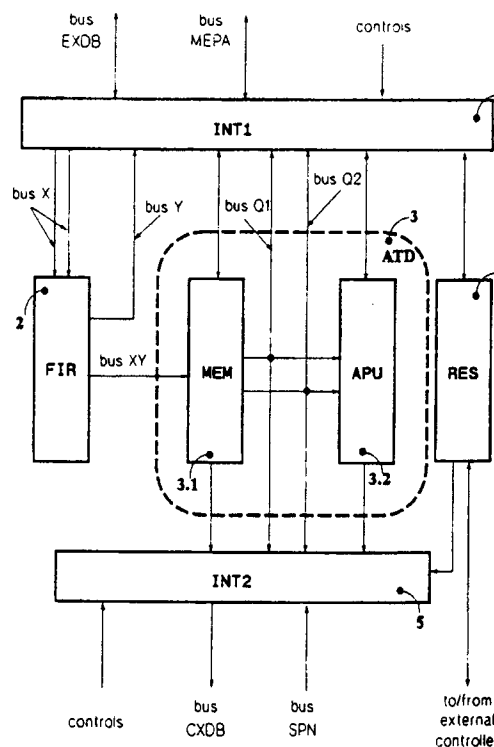 bus
EXDB
bus
MEPA
controls
INT1
bus X
bus Y
bus Q1
bus Q2
3
ATD
2
FIR
bus XY
MEM
APU
RES
3.1
3.2
INT2
5
controls
bus
CXDB
bus
SPN
to/from
external
controlle